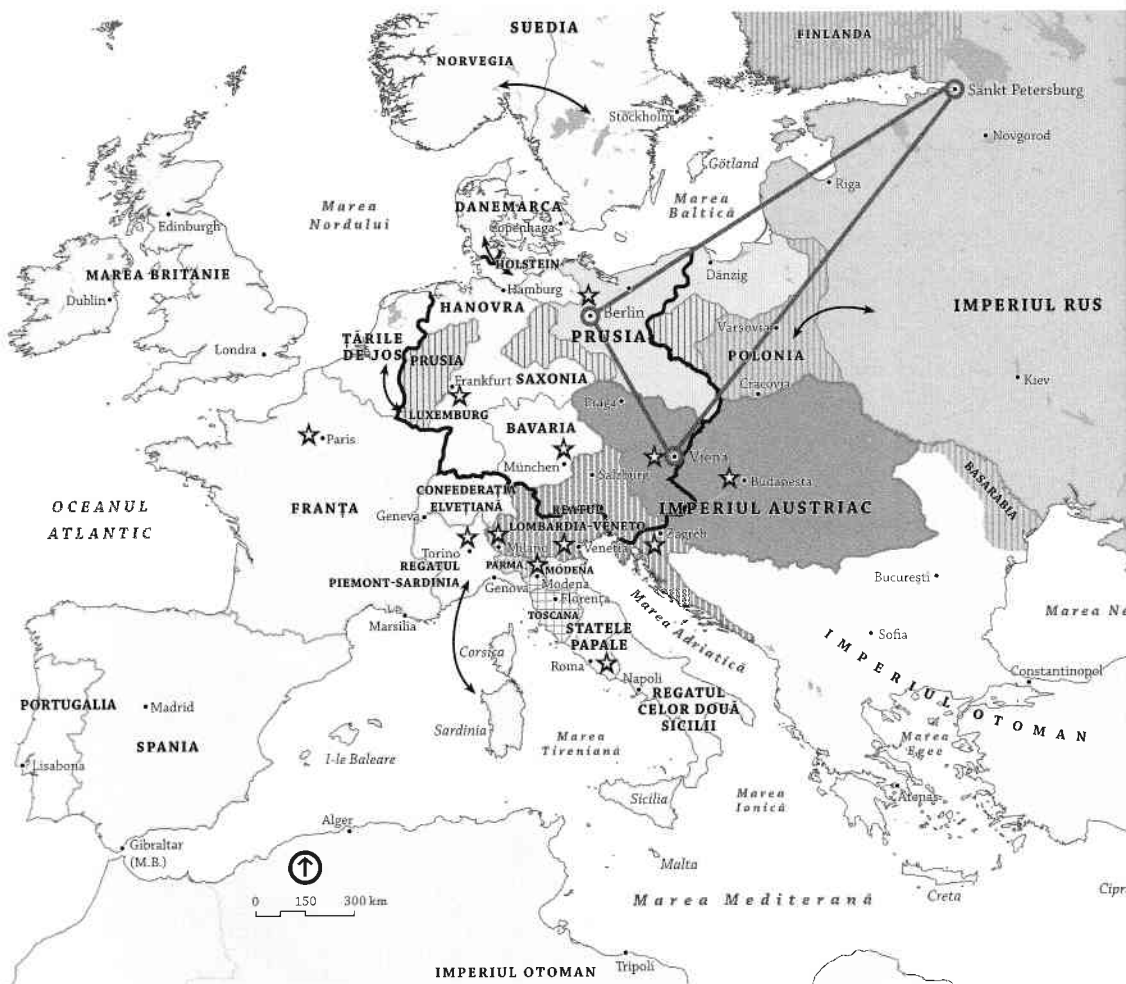 SUEDIA
FINLANDA
NORVEGIA
Sankt Petersburg
Stockholm
Novgorod
Götland
Riga
Marea
Nordului
DANEMARCA
Marea
Baltică
Edinburgh
Copenhaga
HOLSTEIN
Dänzig
MAREA BRITANIE
Hamburg
Dublin
HANOVRA
Berlin
IMPERIUL RUS
Varșovia
PRUSIA
ȚĂRILE
DE JOS
Londra
PRUSIA
POLONIA
SAXONIA
Frankfurt
Cracovia
Kiev
LUXEMBURG
Praga
BAVARIA
Paris
Viena
München
Salzburg
Budapesta
BASARABIA
CONFEDERAȚIA
ELVEȚIANĂ
OCEANUL
ATLANTIC
FRANȚA
REATUL
IMPERIUL AUSTRIAC
Geneva
LOMBARDIA-VENETO
Zagreb
Torino
Milano
Veneția
REGATUL
PIEMONT-SARDINIA
PARMA
MODENA
Modena
București
Genova
Florența
Marsilia
TOSCANA
Marea Adriatică
Marea Ne
STATELE
PAPALE
Sofia
Corsica
Roma
Napoli
Constantinopol
IMPERIUL OTOMAN
PORTUGALIA
Madrid
REGATUL
CELOR DOUĂ
SICILII
Sardinia
SPANIA
Marea
Tireniană
Marea
Egee
I-le Baleare
Lisabona
Sicilia
Marea
Ionică
Atenas
Alger
Gibraltar
(M.B.)
Malta
Creta
Cipr
0 150 300 km
Marea Mediterană
IMPERIUL OTOMAN
Tripoli